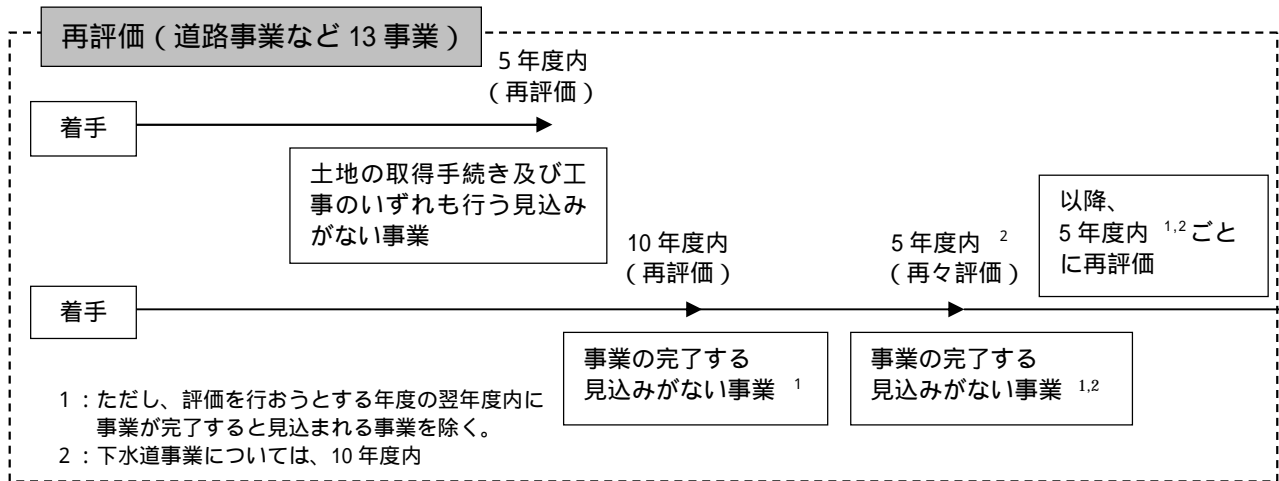 再評価(道路事業など 13 事業)
5 年度内
(再評価)
着手
土地の取得手続き及び工
事のいずれも行う見込み
がない事業
以降、
5 年度内 1,2 ごと
に再評価
10 年度内
(再評価)
5 年度内 2
(再々評価)
着手
事業の完了する
見込みがない事業 1
事業の完了する
見込みがない事業 1,2
1:ただし、評価を行おうとする年度の翌年度内に
事業が完了すると見込まれる事業を除く。
2:下水道事業については、10 年度内